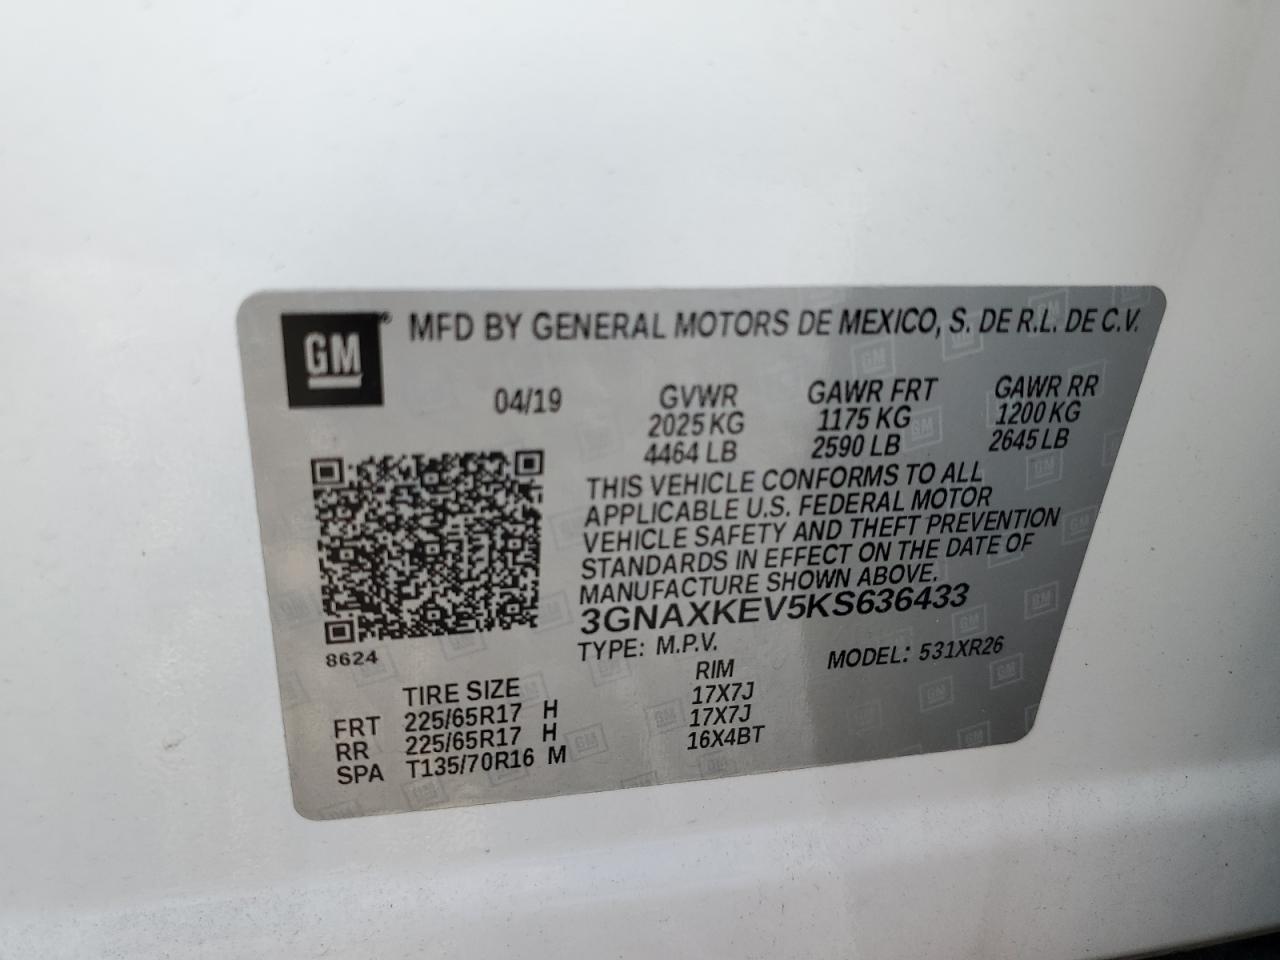 GM® MFD BY GENERAL MOTORS DE MEXICO, S. DE R.L. DE C.V.
04/19 GVWR GAWR FRT GAWR RR
2025 KG 1175 KG 1200 KG
4464 LB 2590 LB 2645 LB
THIS VEHICLE CONFORMS TO ALL
APPLICABLE U.S. FEDERAL MOTOR
VEHICLE SAFETY AND THEFT PREVENTION
STANDARDS IN EFFECT ON THE DATE OF
MANUFACTURE SHOWN ABOVE.
3GNAXKEV5KS636433
8624 TYPE: M.P.V. MODEL: 531XR26
TIRE SIZE RIM
FRT 225/65R17 H 17X7J
RR 225/65R17 H 17X7J
SPA T135/70R16 M 16X4BT